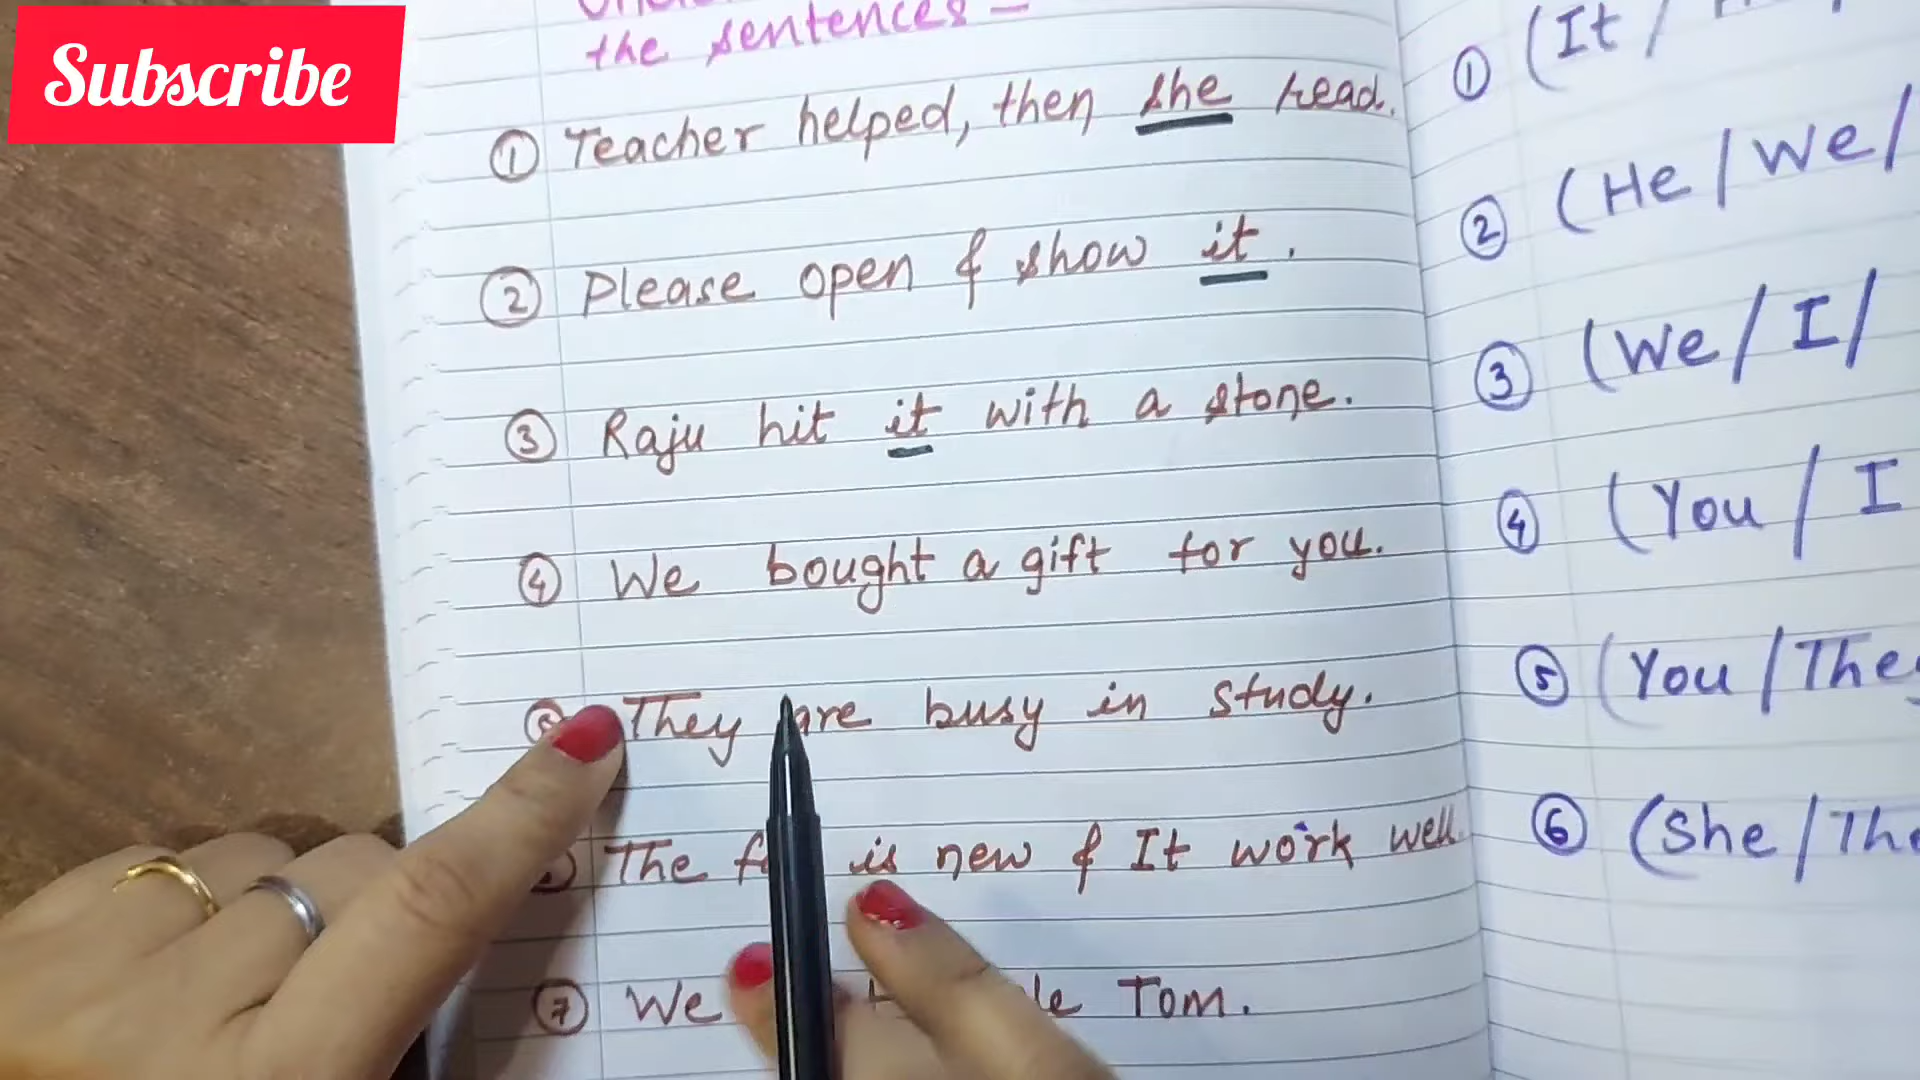 Subscribe
the sentences -
① Teacher helped, then she read.
② Please open & show it.
③ Raju hit it with a stone.
④ We bought a gift for you.
They are busy in study.
The is new & It work well.
⑦ We Tom.
① (It /
② (He / We /
③ (We / I /
④ (You / I
⑤ (You / They
⑥ (She / The